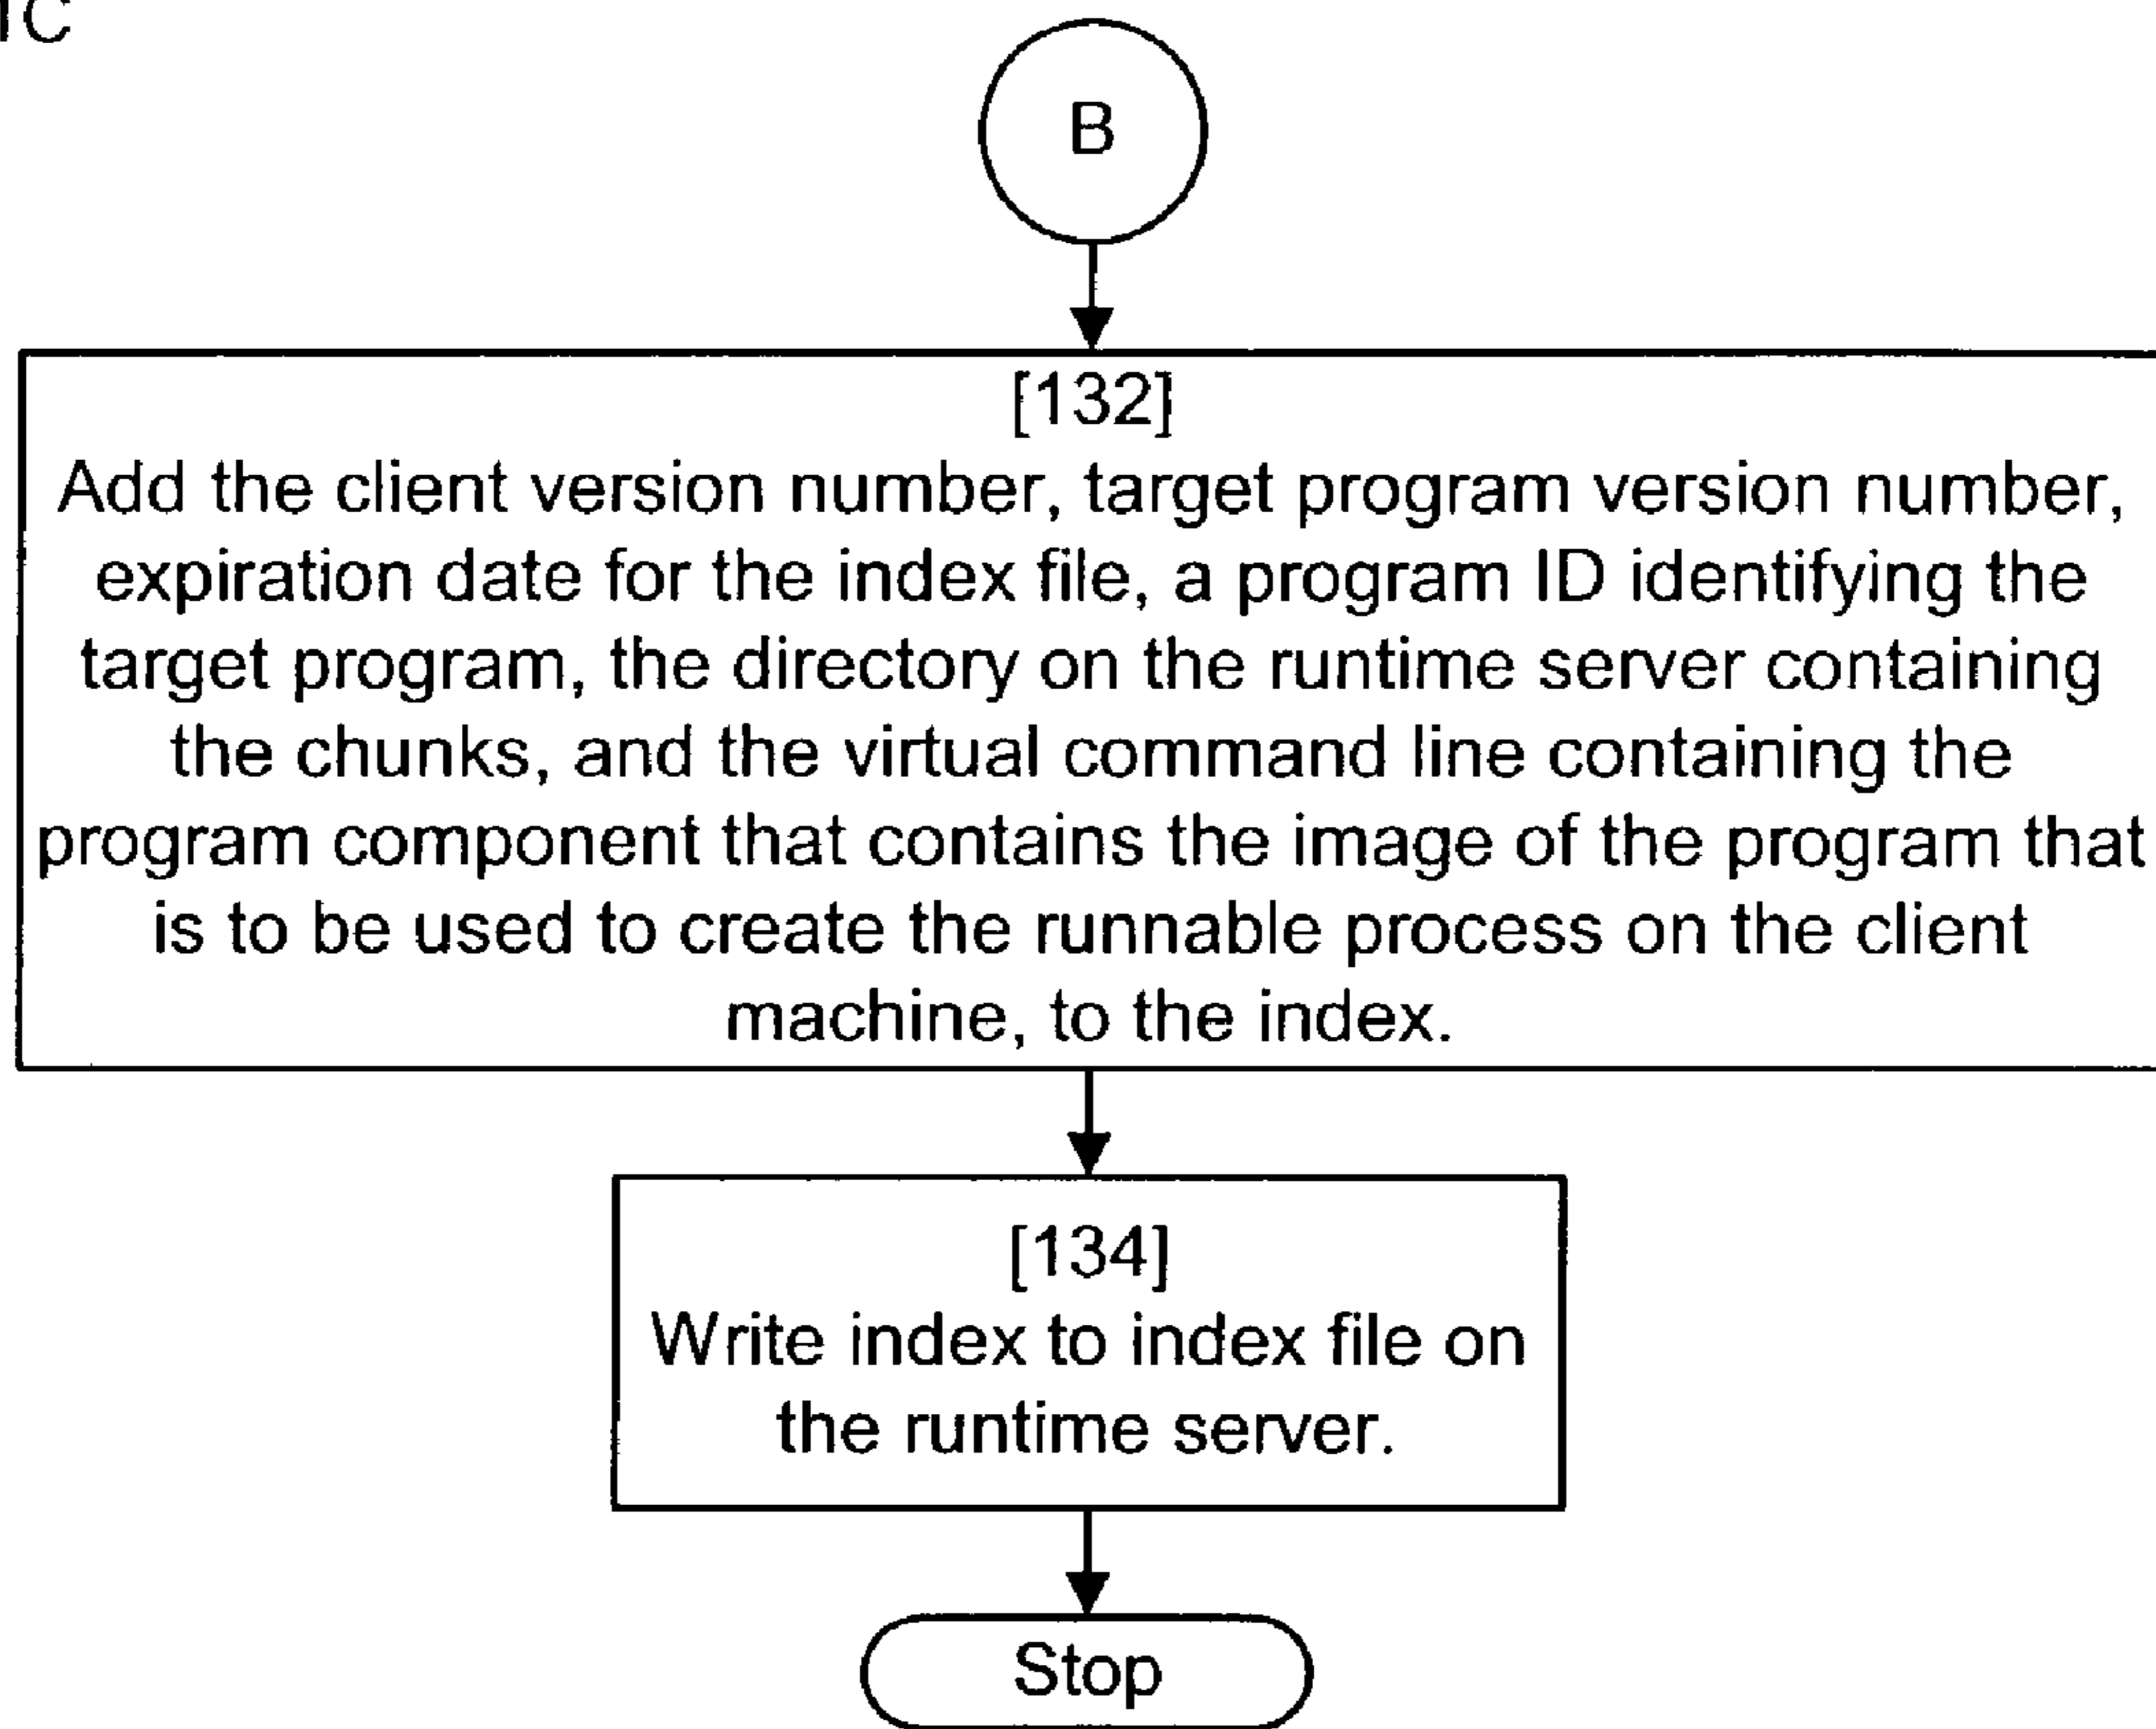 1C
B
[132]
Add the client version number, target program version number,
expiration date for the index file, a program ID identifying the
target program, the directory on the runtime server containing
the chunks, and the virtual command line containing the
program component that contains the image of the program that
is to be used to create the runnable process on the client
machine, to the index.
[134]
Write index to index file on
the runtime server.
Stop